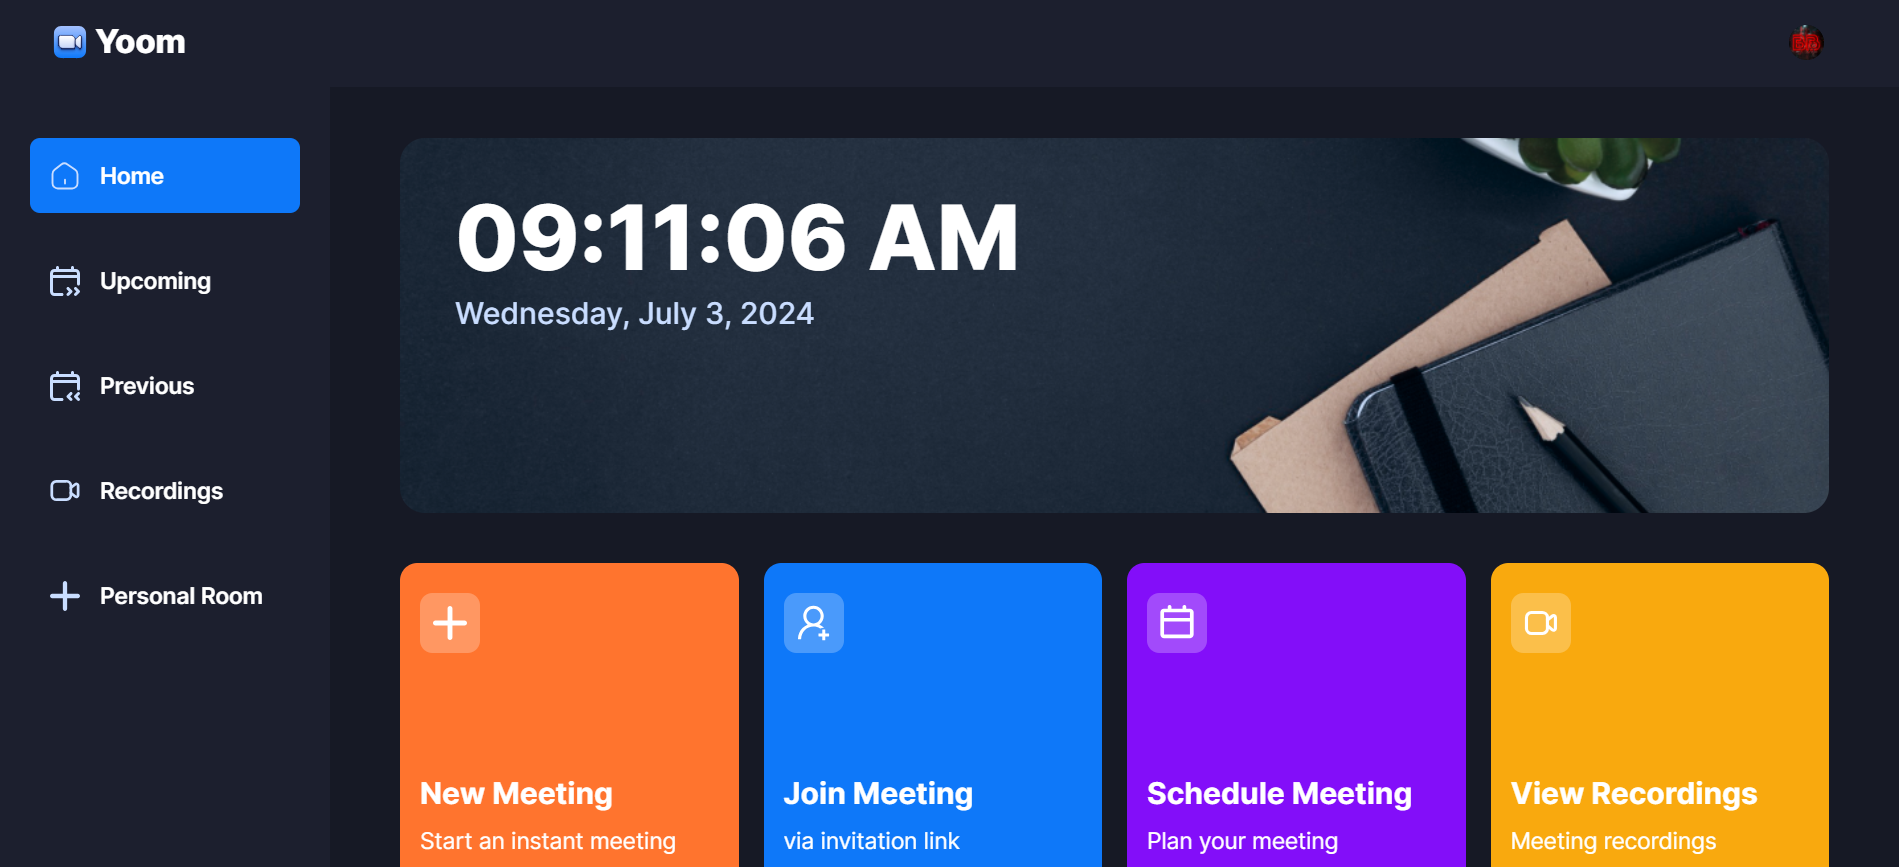 Yoom
Home
Upcoming
Previous
Recordings
Personal Room
09:11:06 AM
Wednesday, July 3, 2024
New Meeting
Start an instant meeting
Join Meeting
via invitation link
Schedule Meeting
Plan your meeting
View Recordings
Meeting recordings